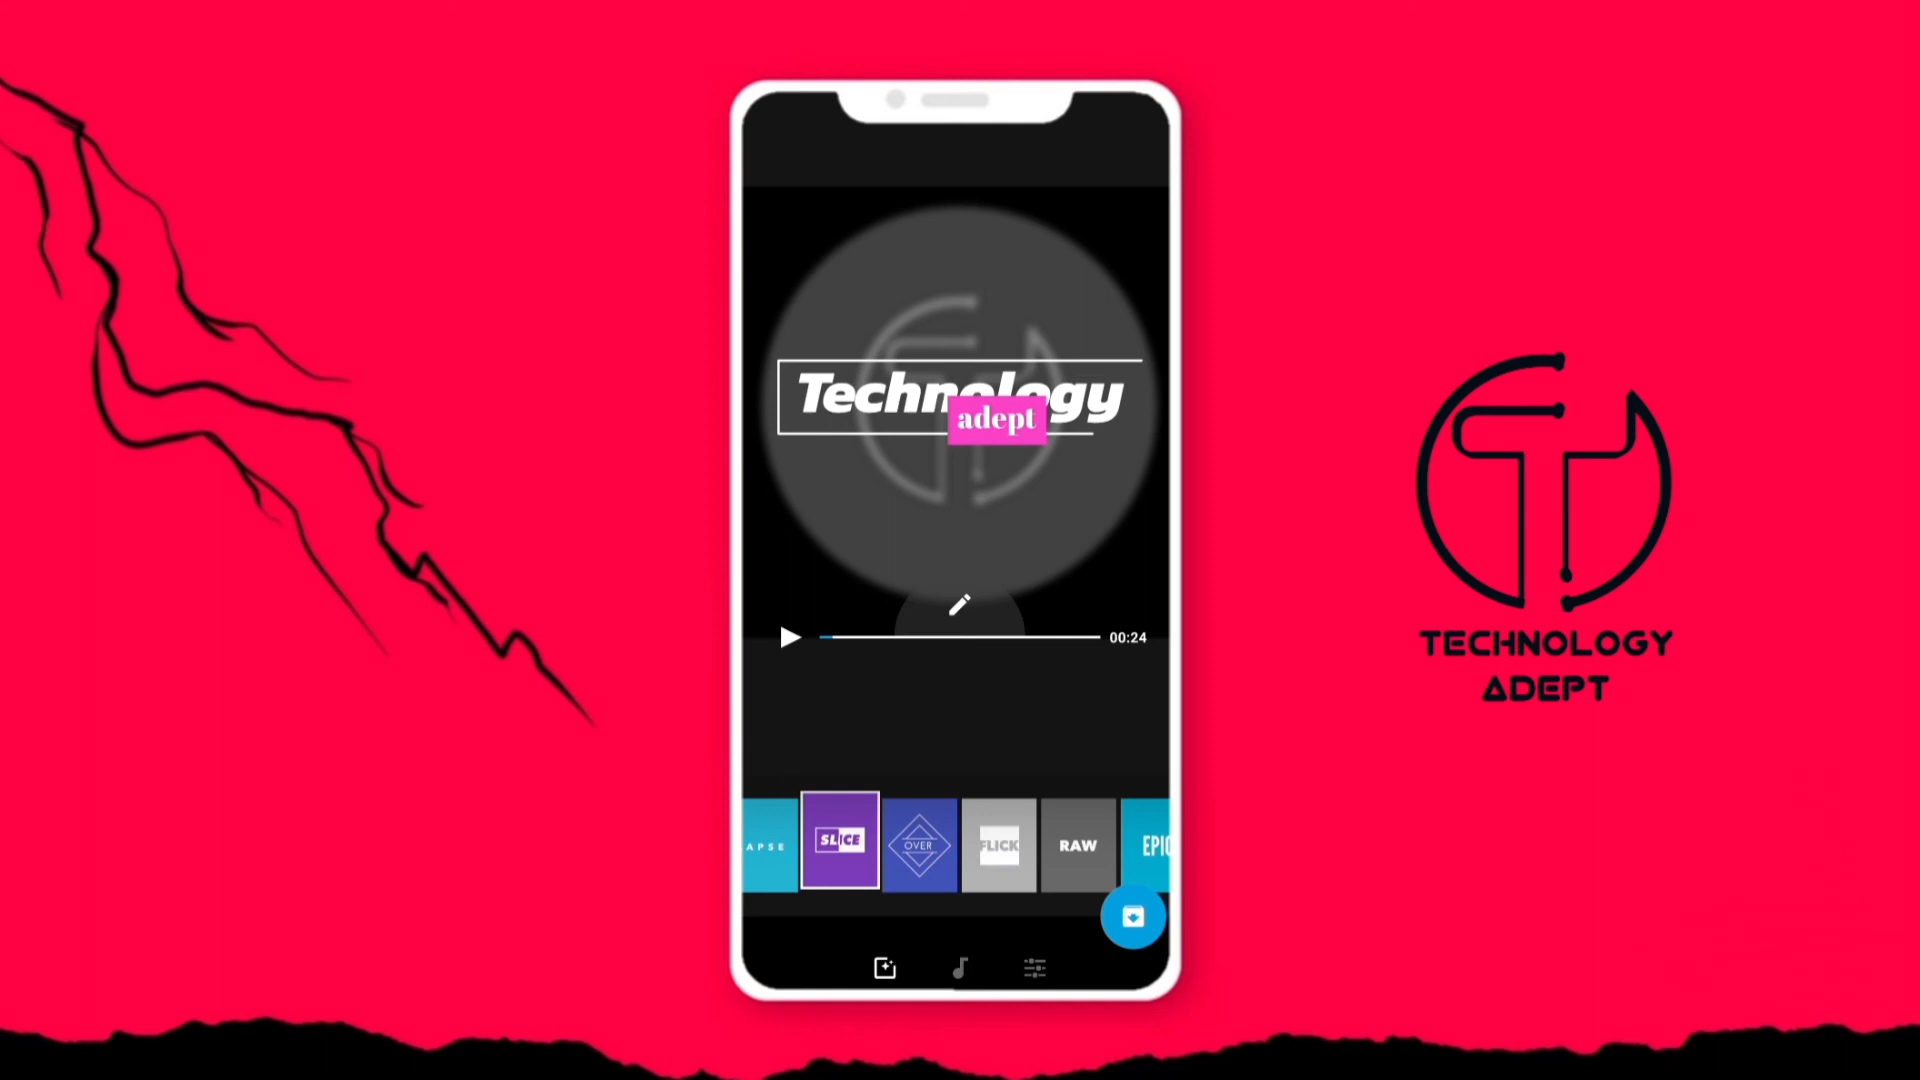 Technology
adept
00:24
APSE
SLICE
OVER
FLICK
RAW
EPIC
TECHNOLOGY
ADEPT